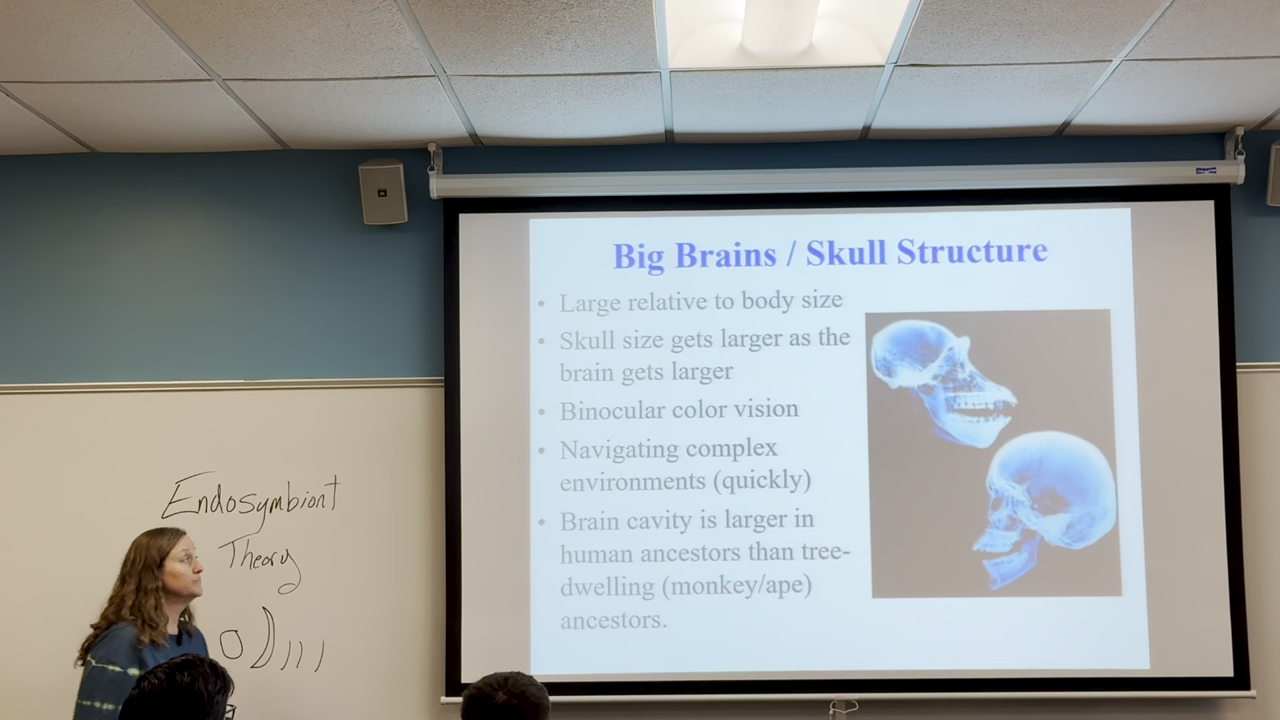 Big Brains / Skull Structure
• Large relative to body size
• Skull size gets larger as the
brain gets larger
• Binocular color vision
• Navigating complex
environments (quickly)
• Brain cavity is larger in
human ancestors than tree-
dwelling (monkey/ape)
ancestors.
Endosymbiont
Theory